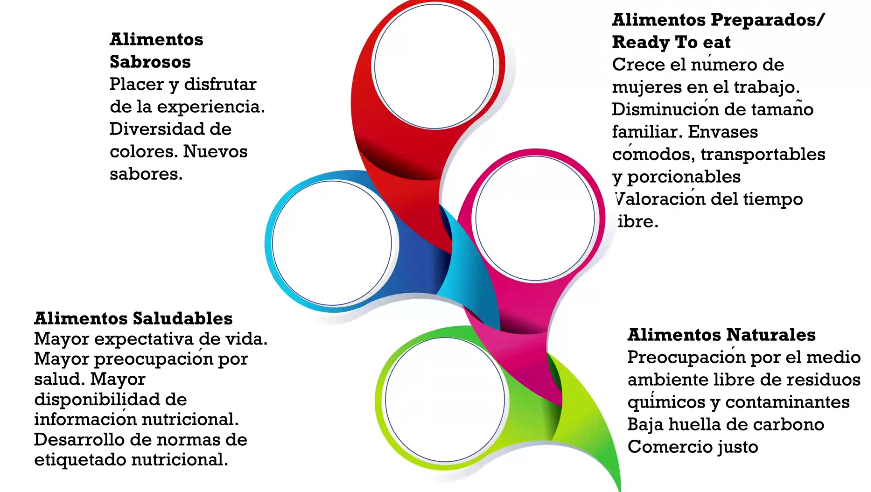 Alimentos
Sabrosos
Placer y disfrutar
de la experiencia.
Diversidad de
colores. Nuevos
sabores.
Alimentos Preparados/
Ready To eat
Crece el número de
mujeres en el trabajo.
Disminución de tamaño
familiar. Envases
cómodos, transportables
y porcionables
Valoración del tiempo
ibre.
Alimentos Saludables
Mayor expectativa de vida.
Mayor preocupación por
salud. Mayor
disponibilidad de
información nutricional.
Desarrollo de normas de
etiquetado nutricional.
Alimentos Naturales
Preocupación por el medio
ambiente libre de residuos
químicos y contaminantes
Baja huella de carbono
Comercio justo